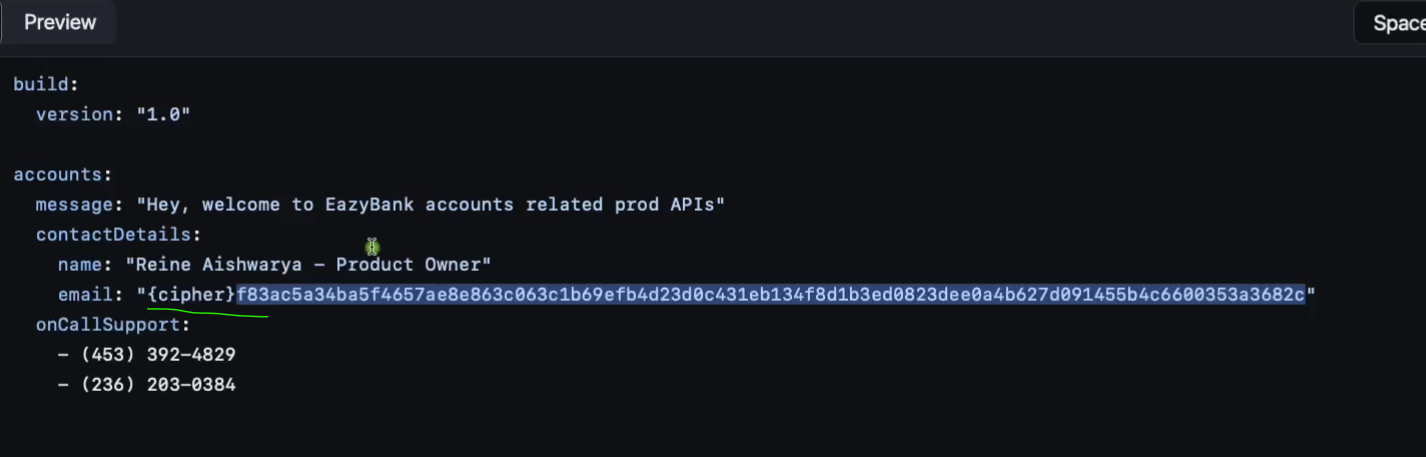 Preview
Space
build:
version: "1.0"
accounts:
message: "Hey, welcome to EazyBank accounts related prod APIs"
contactDetails:
name: "Reine Aishwarya – Product Owner"
email: "{cipher}f83ac5a34ba5f4657ae8e863c063c1b69efb4d23d0c431eb134f8d1b3ed0823dee0a4b627d091455b4c6600353a3682c"
onCallSupport:
– (453) 392–4829
– (236) 203–0384